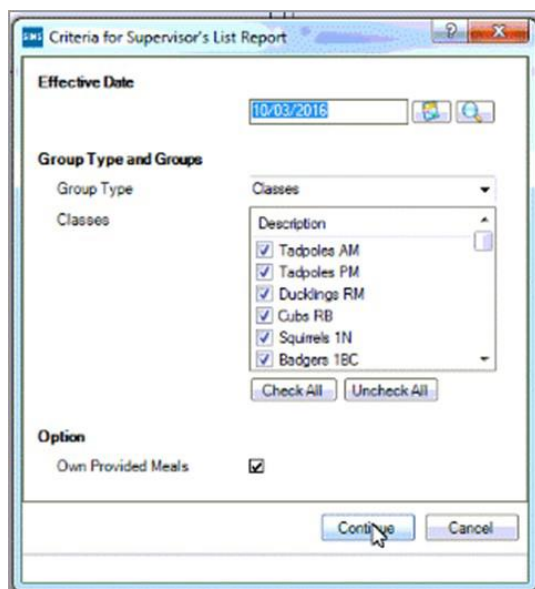 SIMS Criteria for Supervisor's List Report
Effective Date
10/03/2016
Group Type and Groups
Group Type Classes
Classes Description
Tadpoles AM
Tadpoles PM
Ducklings RM
Cubs RB
Squirrels 1N
Badgers 1BC
Check All Uncheck All
Option
Own Provided Meals
Continue Cancel